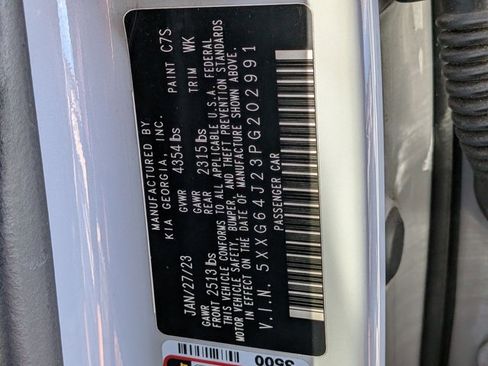 MANUFACTURED BY
KIA GEORGIA, INC.
JAN/27/23 GVWR 4354 lbs PAINT C7S
GAWR FRONT 2513 lbs GAWR REAR 2315 lbs TRIM WK
THIS VEHICLE CONFORMS TO ALL APPLICABLE U.S.A. FEDERAL
MOTOR VEHICLE SAFETY, BUMPER, AND THEFT PREVENTION STANDARDS
IN EFFECT ON THE DATE OF MANUFACTURE SHOWN ABOVE.
V.I.N. 5XXG64J23PG202991
PASSENGER CAR
3500